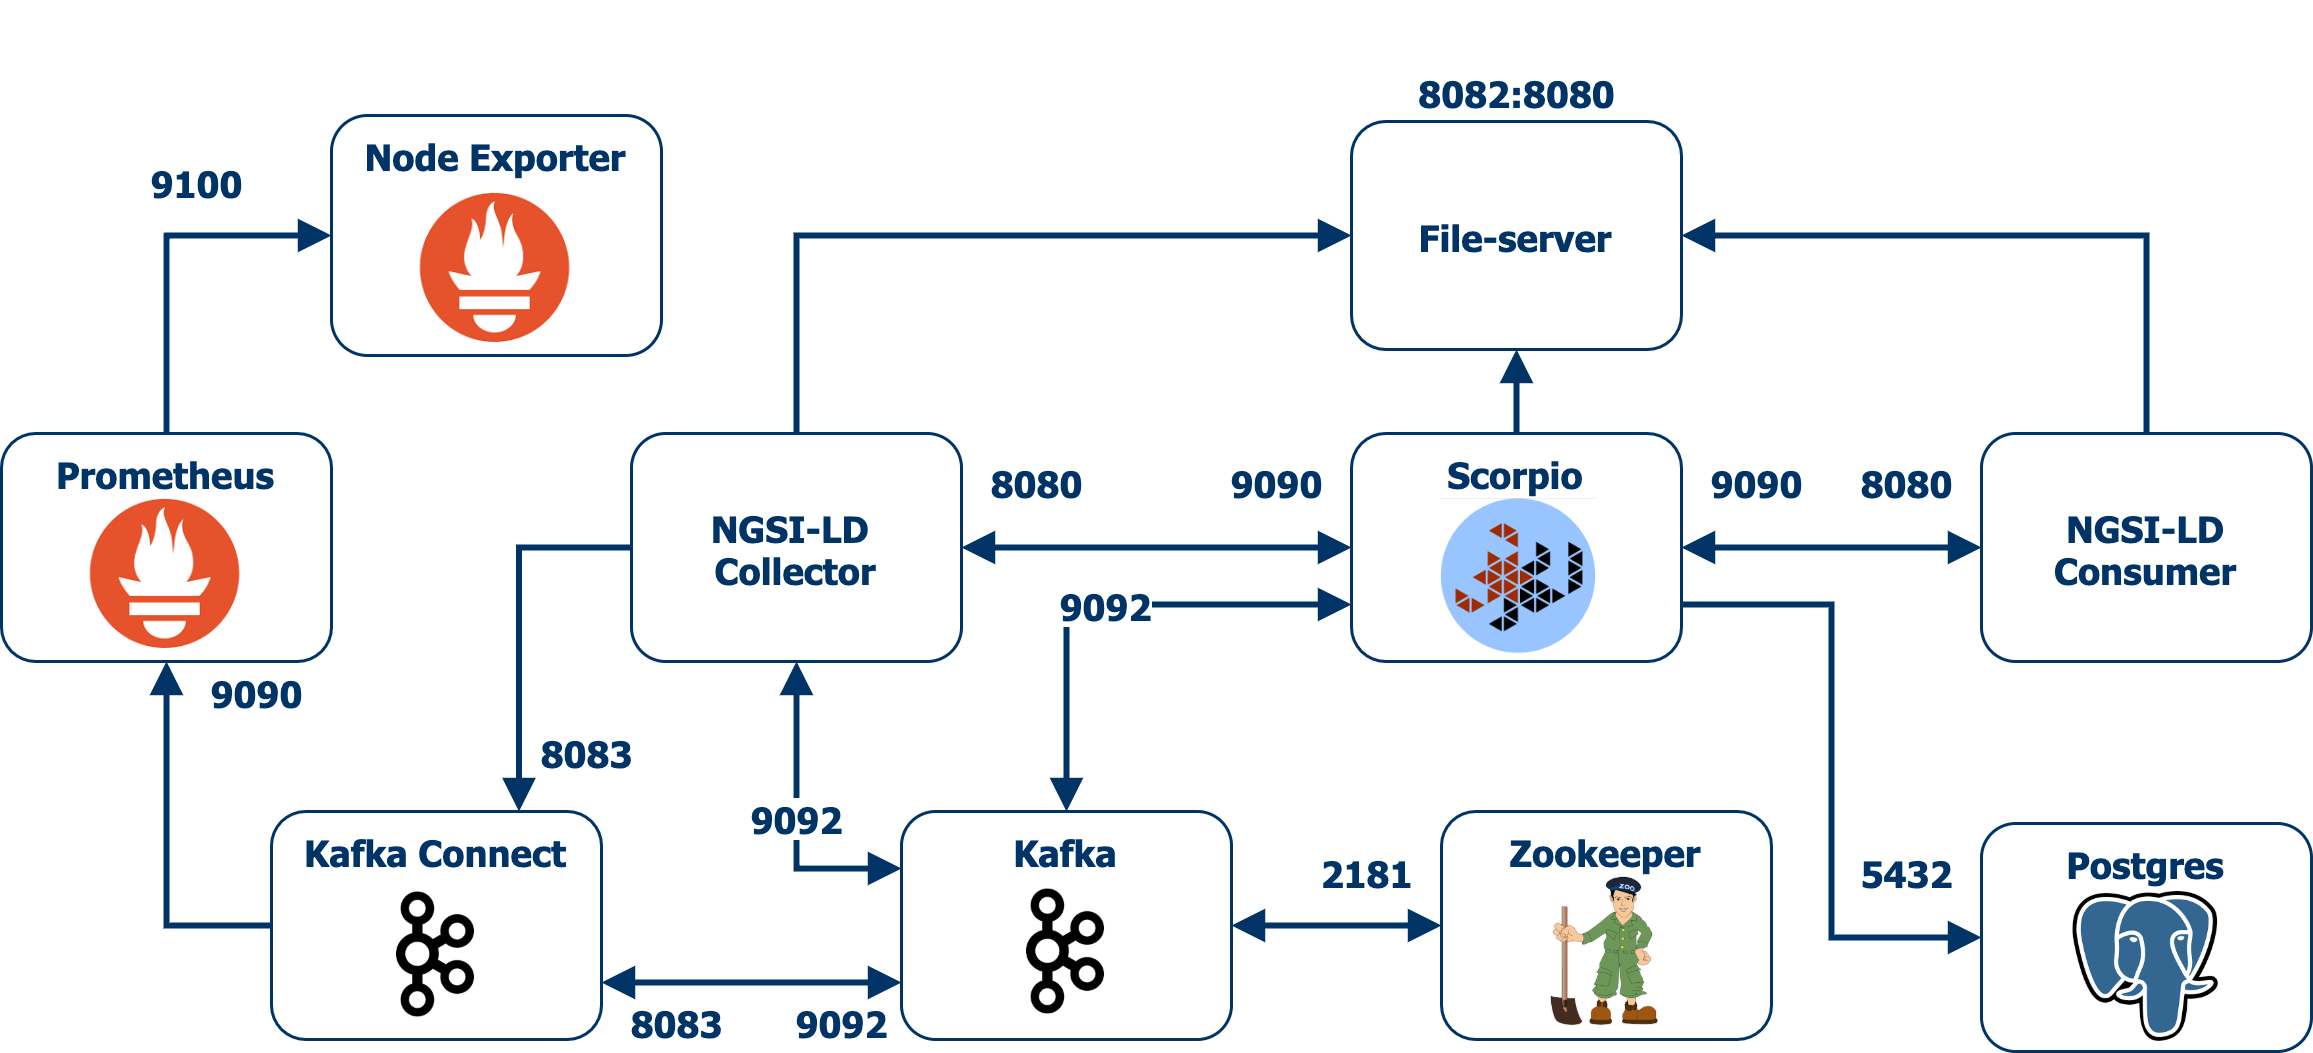 8082:8080
Node Exporter
9100
File-server
Prometheus
NGSI-LD
Collector
8080
9090
Scorpio
9090
8080
NGSI-LD
Consumer
9092
9090
8083
9092
Kafka Connect
Kafka
2181
Zookeeper
ZOO
5432
Postgres
8083
9092